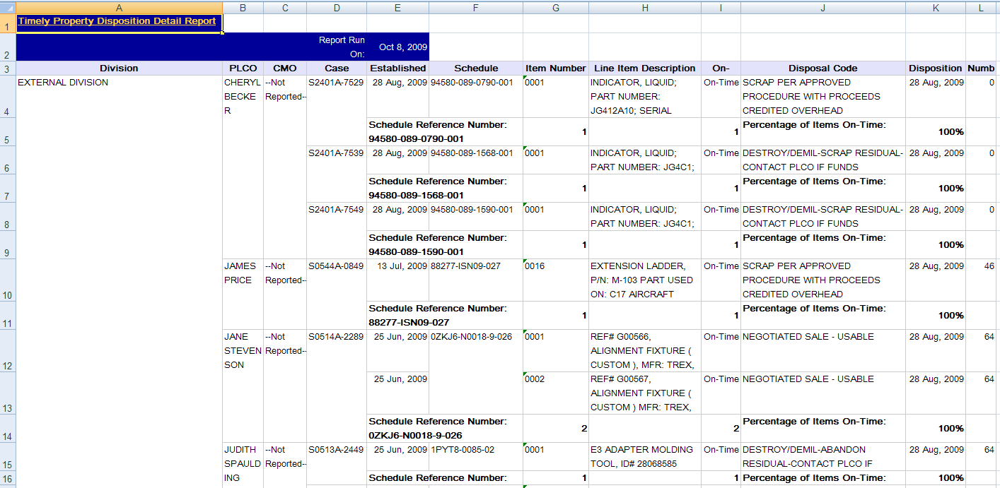 A B C D E F G H I J K L
1 Timely Property Disposition Detail Report
Report Run
2 On: Oct 8, 2009
3 Division PLCO CMO Case Established Schedule Item Number Line Item Description On- Disposal Code Disposition Numb
EXTERNAL DIVISION CHERYL --Not S2401A-7529 28 Aug, 2009 94580-089-0790-001 0001 INDICATOR, LIQUID; On-Time SCRAP PER APPROVED 28 Aug, 2009 0
BECKE Reported-- PART NUMBER: PROCEDURE WITH PROCEEDS
4 R JG412A10; SERIAL CREDITED OVERHEAD
Schedule Reference Number: 1 1 Percentage of Items On-Time: 100%
5 94580-089-0790-001
S2401A-7539 28 Aug, 2009 94580-089-1568-001 0001 INDICATOR, LIQUID; On-Time DESTROY/DEMIL-SCRAP RESIDUAL- 28 Aug, 2009 0
6 PART NUMBER: JG4C1; CONTACT PLCO IF FUNDS
Schedule Reference Number: 1 1 Percentage of Items On-Time: 100%
7 94580-089-1568-001
S2401A-7549 28 Aug, 2009 94580-089-1590-001 0001 INDICATOR, LIQUID; On-Time DESTROY/DEMIL-SCRAP RESIDUAL- 28 Aug, 2009 0
8 PART NUMBER: JG4C1; CONTACT PLCO IF FUNDS
Schedule Reference Number: 1 1 Percentage of Items On-Time: 100%
9 94580-089-1590-001
JAMES --Not S0544A-0849 13 Jul, 2009 88277-ISN09-027 0016 EXTENSION LADDER, On-Time SCRAP PER APPROVED 28 Aug, 2009 46
PRICE Reported-- P/N: M-103 PART USED PROCEDURE WITH PROCEEDS
10 ON: C17 AIRCRAFT CREDITED OVERHEAD
Schedule Reference Number: 1 1 Percentage of Items On-Time: 100%
11 88277-ISN09-027
JANE --Not S0514A-2289 25 Jun, 2009 0ZKJ6-N0018-9-026 0001 REF# G00566, On-Time NEGOTIATED SALE - USABLE 28 Aug, 2009 64
STEVEN Reported-- ALIGNMENT FIXTURE (
12 SON CUSTOM ), MFR: TREX,
25 Jun, 2009 0002 REF# G00567, On-Time NEGOTIATED SALE - USABLE 28 Aug, 2009 64
ALIGNMENT FIXTURE (
13 CUSTOM ) MFR: TREX,
Schedule Reference Number: 2 2 Percentage of Items On-Time: 100%
14 0ZKJ6-N0018-9-026
JUDITH --Not S0513A-2449 25 Jun, 2009 1PYT8-0085-02 0001 E3 ADAPTER MOLDING On-Time DESTROY/DEMIL-ABANDON 28 Aug, 2009 64
15 SPAULD Reported-- TOOL, ID# 28068585 RESIDUAL-CONTACT PLCO IF
16 ING Schedule Reference Number: 1 1 Percentage of Items On-Time: 100%